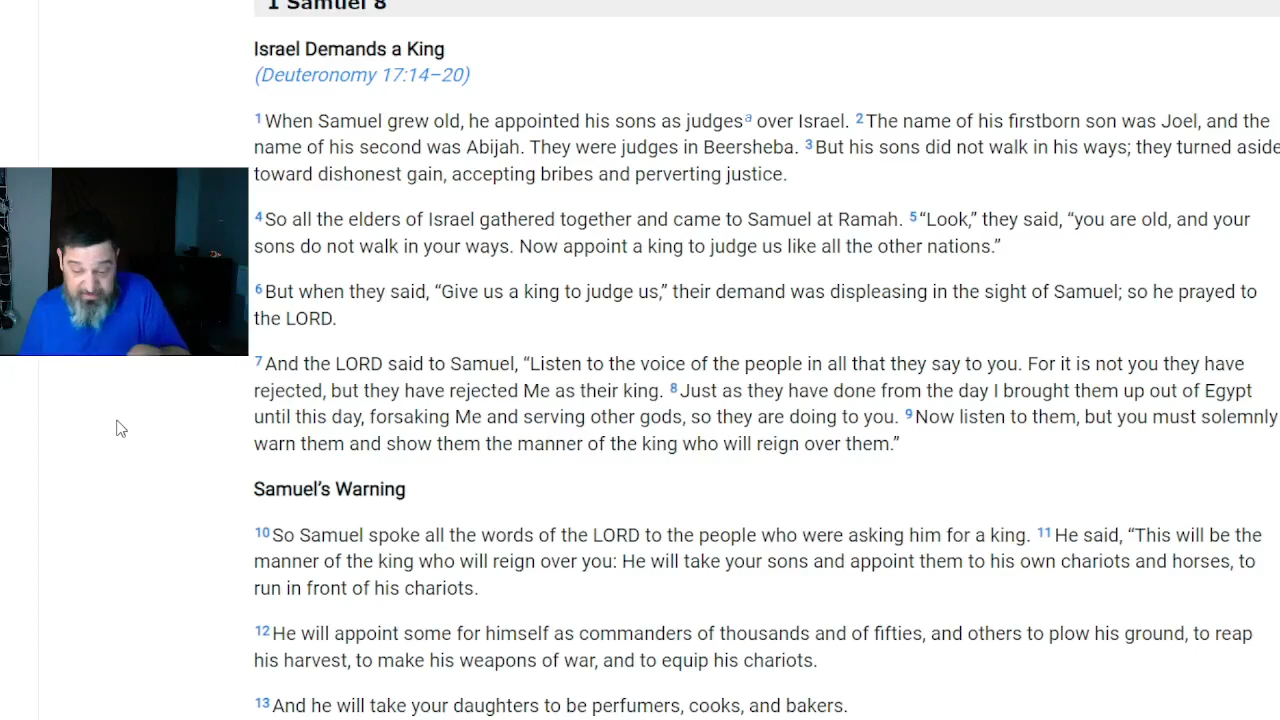 1 Samuel 8
Israel Demands a King
(Deuteronomy 17:14–20)
1 When Samuel grew old, he appointed his sons as judgesa over Israel. 2 The name of his firstborn son was Joel, and the
name of his second was Abijah. They were judges in Beersheba. 3 But his sons did not walk in his ways; they turned aside
toward dishonest gain, accepting bribes and perverting justice.
4 So all the elders of Israel gathered together and came to Samuel at Ramah. 5 “Look,” they said, “you are old, and your
sons do not walk in your ways. Now appoint a king to judge us like all the other nations.”
6 But when they said, “Give us a king to judge us,” their demand was displeasing in the sight of Samuel; so he prayed to
the LORD.
7 And the LORD said to Samuel, “Listen to the voice of the people in all that they say to you. For it is not you they have
rejected, but they have rejected Me as their king. 8 Just as they have done from the day I brought them up out of Egypt
until this day, forsaking Me and serving other gods, so they are doing to you. 9 Now listen to them, but you must solemnly
warn them and show them the manner of the king who will reign over them.”
Samuel’s Warning
10 So Samuel spoke all the words of the LORD to the people who were asking him for a king. 11 He said, “This will be the
manner of the king who will reign over you: He will take your sons and appoint them to his own chariots and horses, to
run in front of his chariots.
12 He will appoint some for himself as commanders of thousands and of fifties, and others to plow his ground, to reap
his harvest, to make his weapons of war, and to equip his chariots.
13 And he will take your daughters to be perfumers, cooks, and bakers.